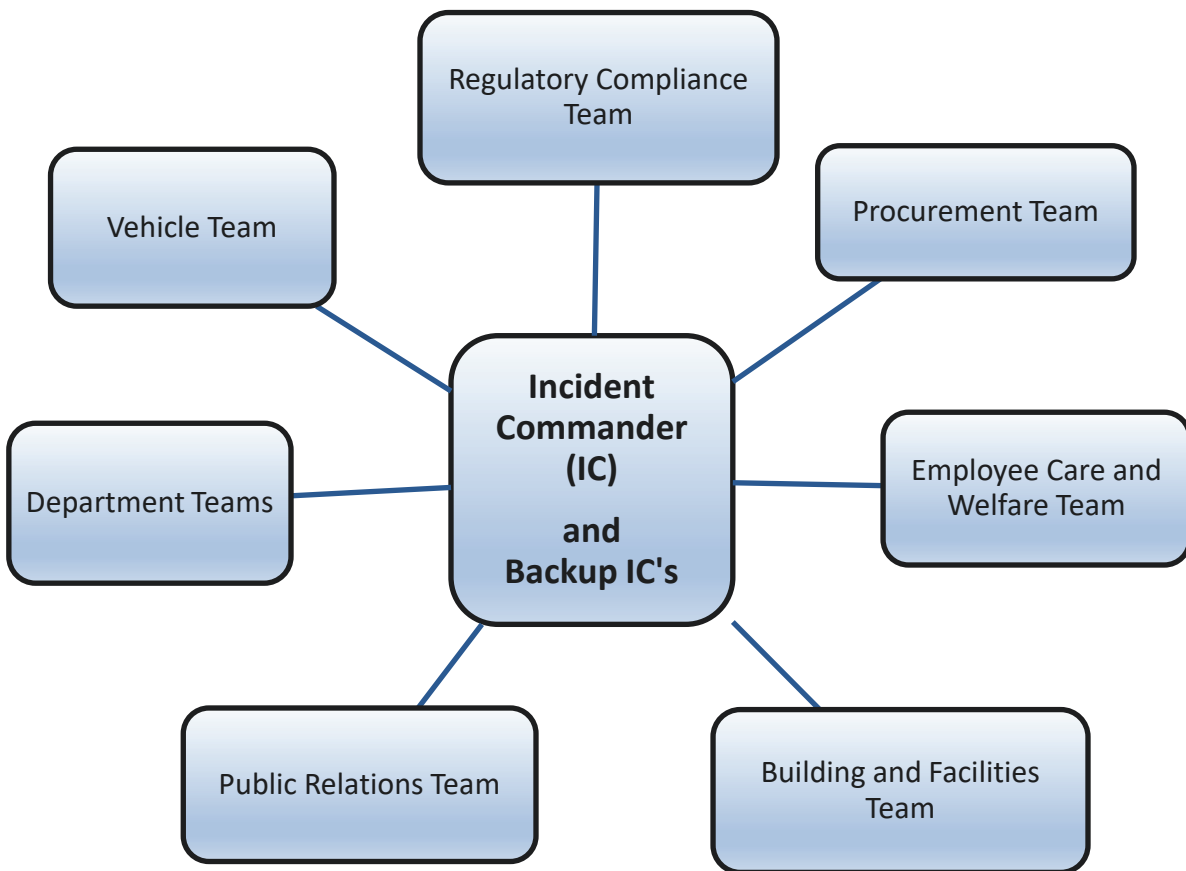 Regulatory Compliance
Team
Vehicle Team
Procurement Team
Incident
Commander
(IC)
and
Backup IC's
Department Teams
Employee Care and
Welfare Team
Public Relations Team
Building and Facilities
Team